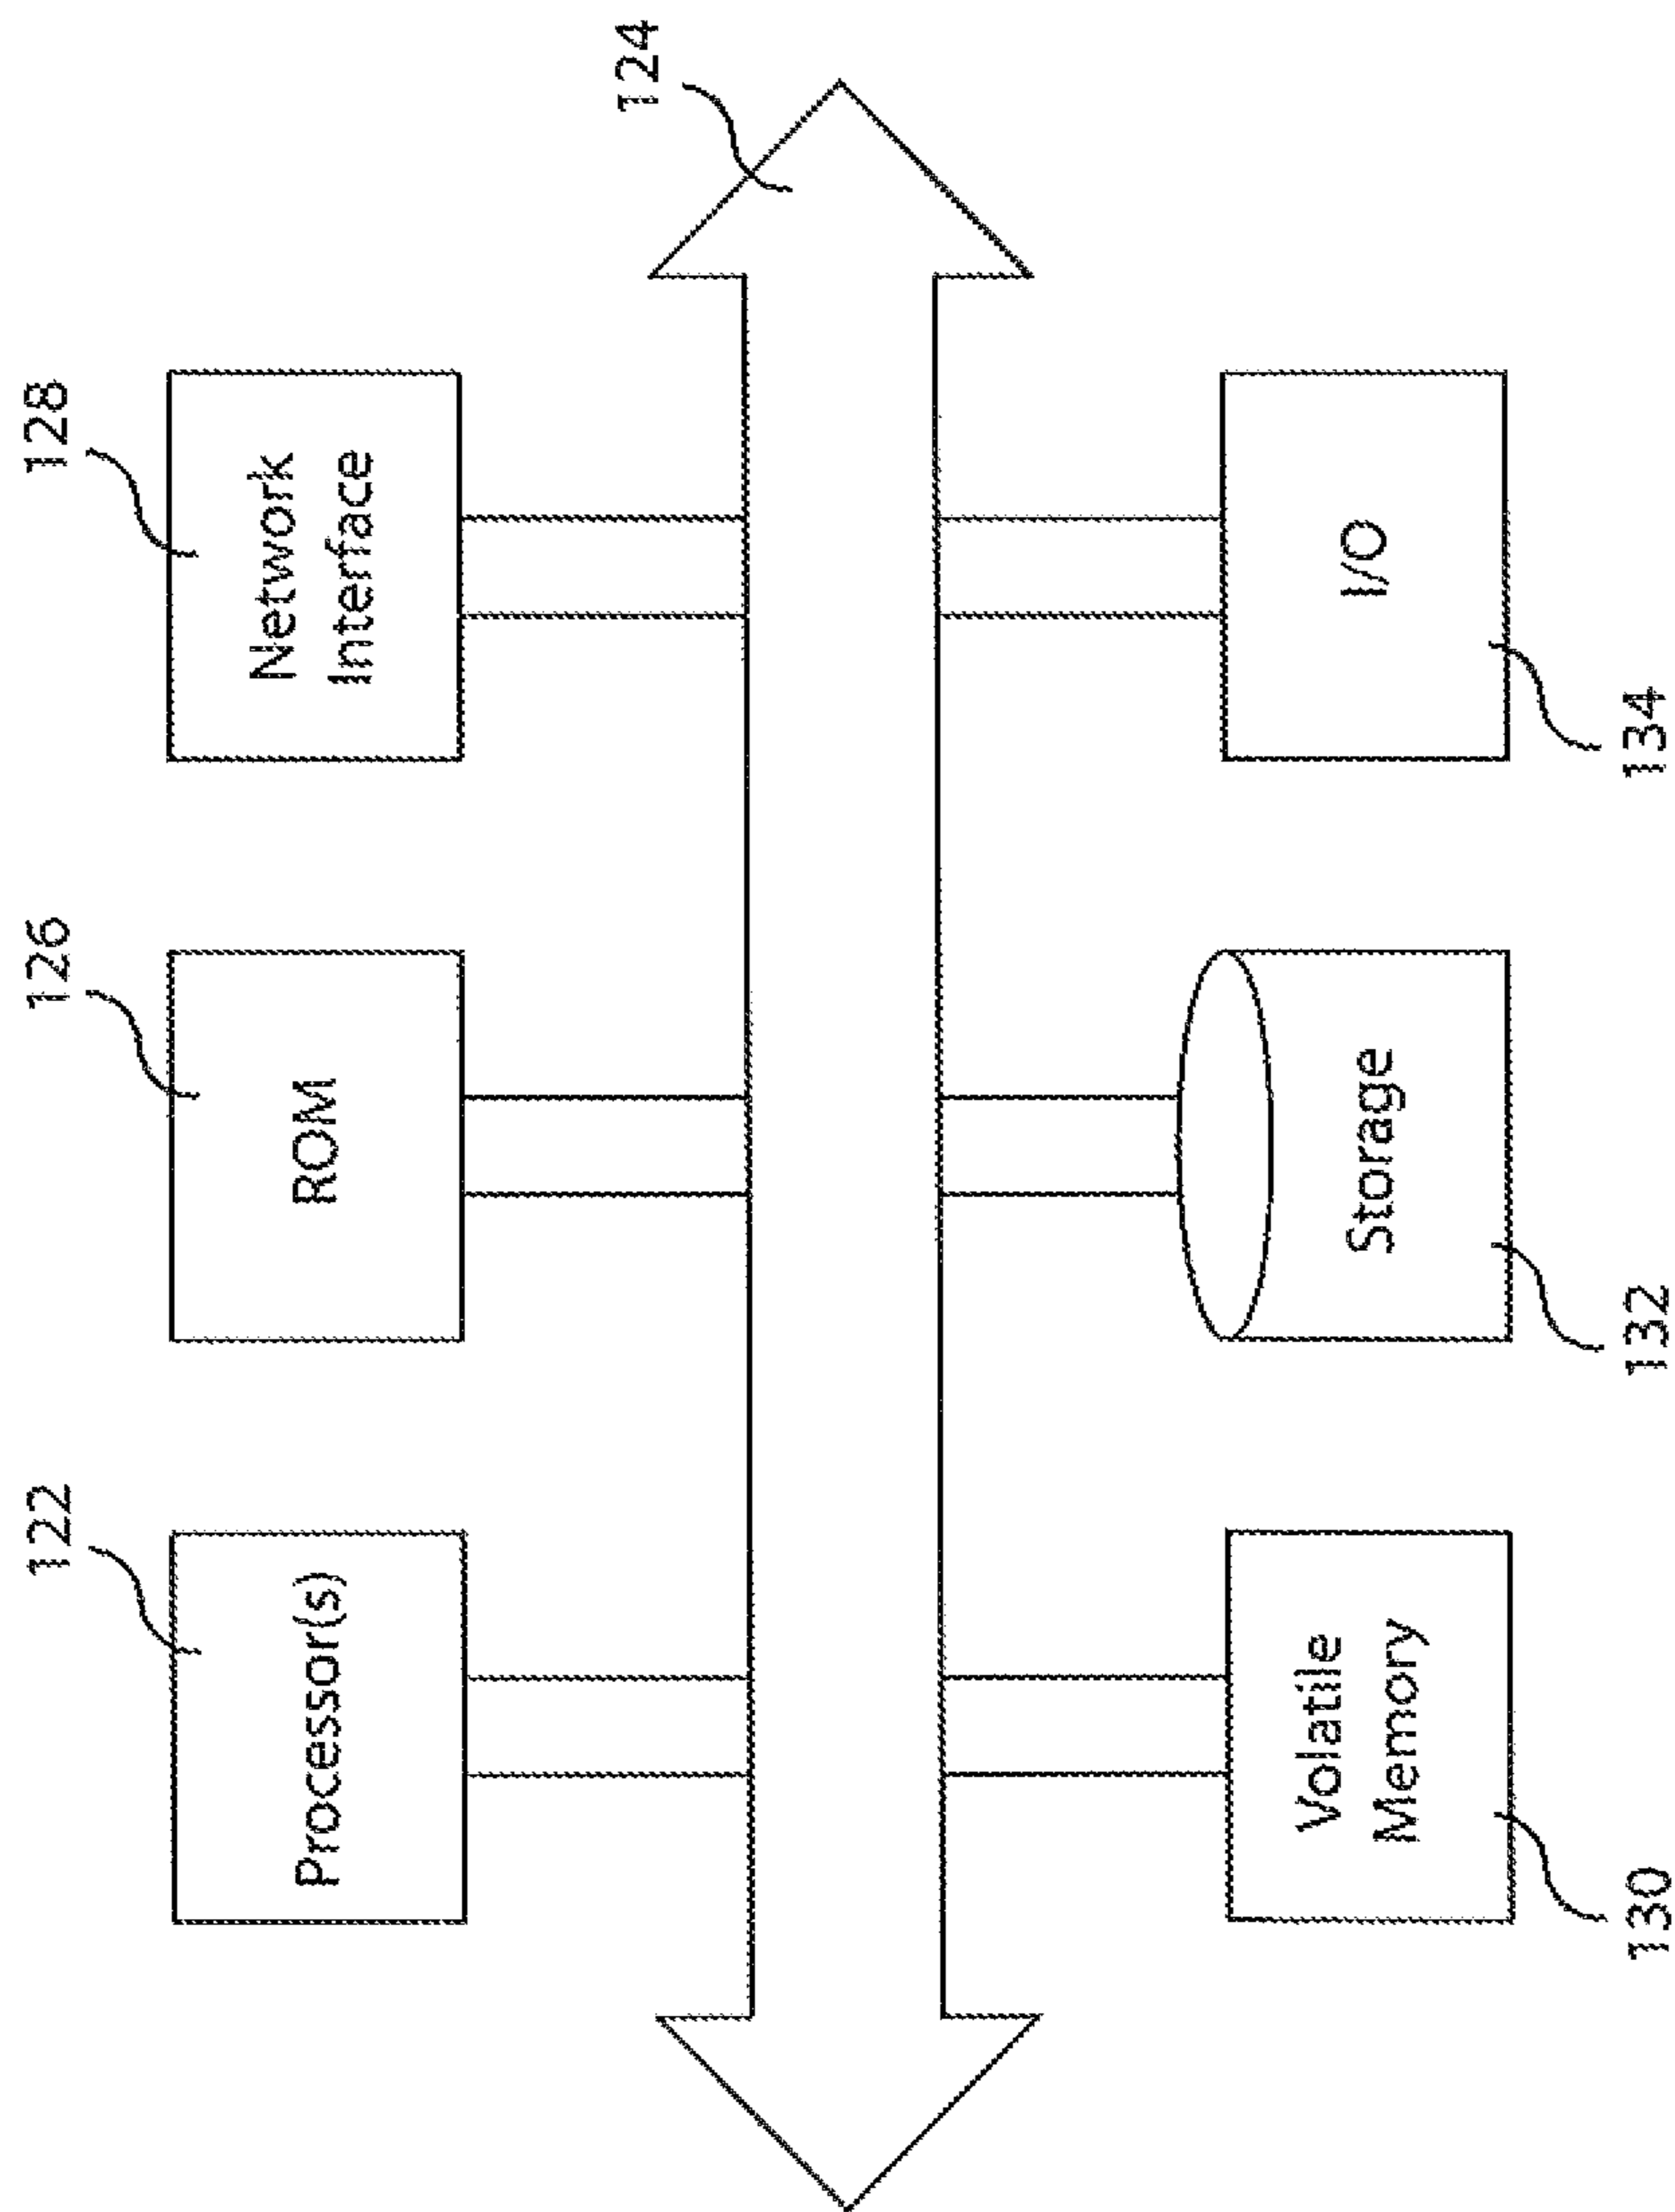 122
126
128
124
Processor(s)
ROM
Network
Interface
Volatile
Memory
Storage
I/O
130
132
134